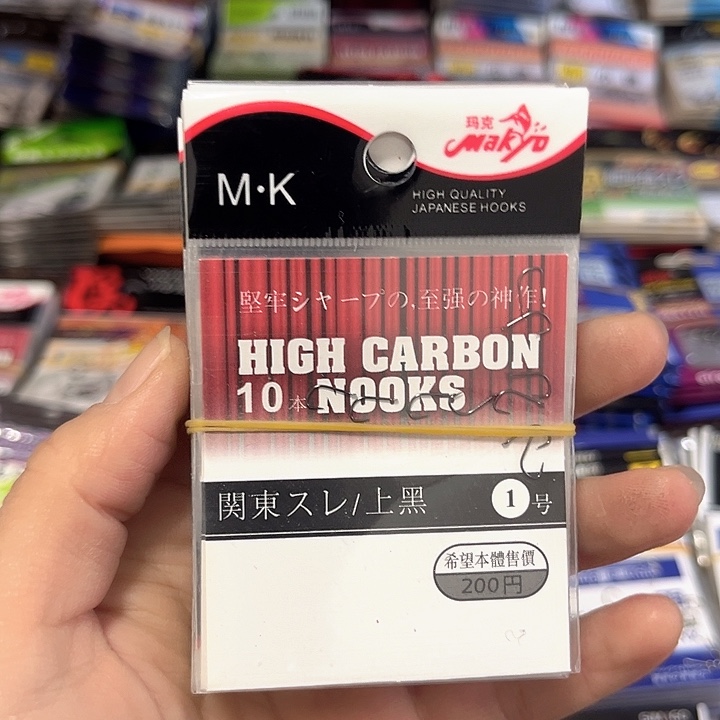 M·K
玛克
Makyo
HIGH QUALITY
JAPANESE HOOKS
堅牢シャープの,至强の神作!
HIGH CARBON
10本 NOOKS
関東スレ/上黑
1号
希望本體售價
200円